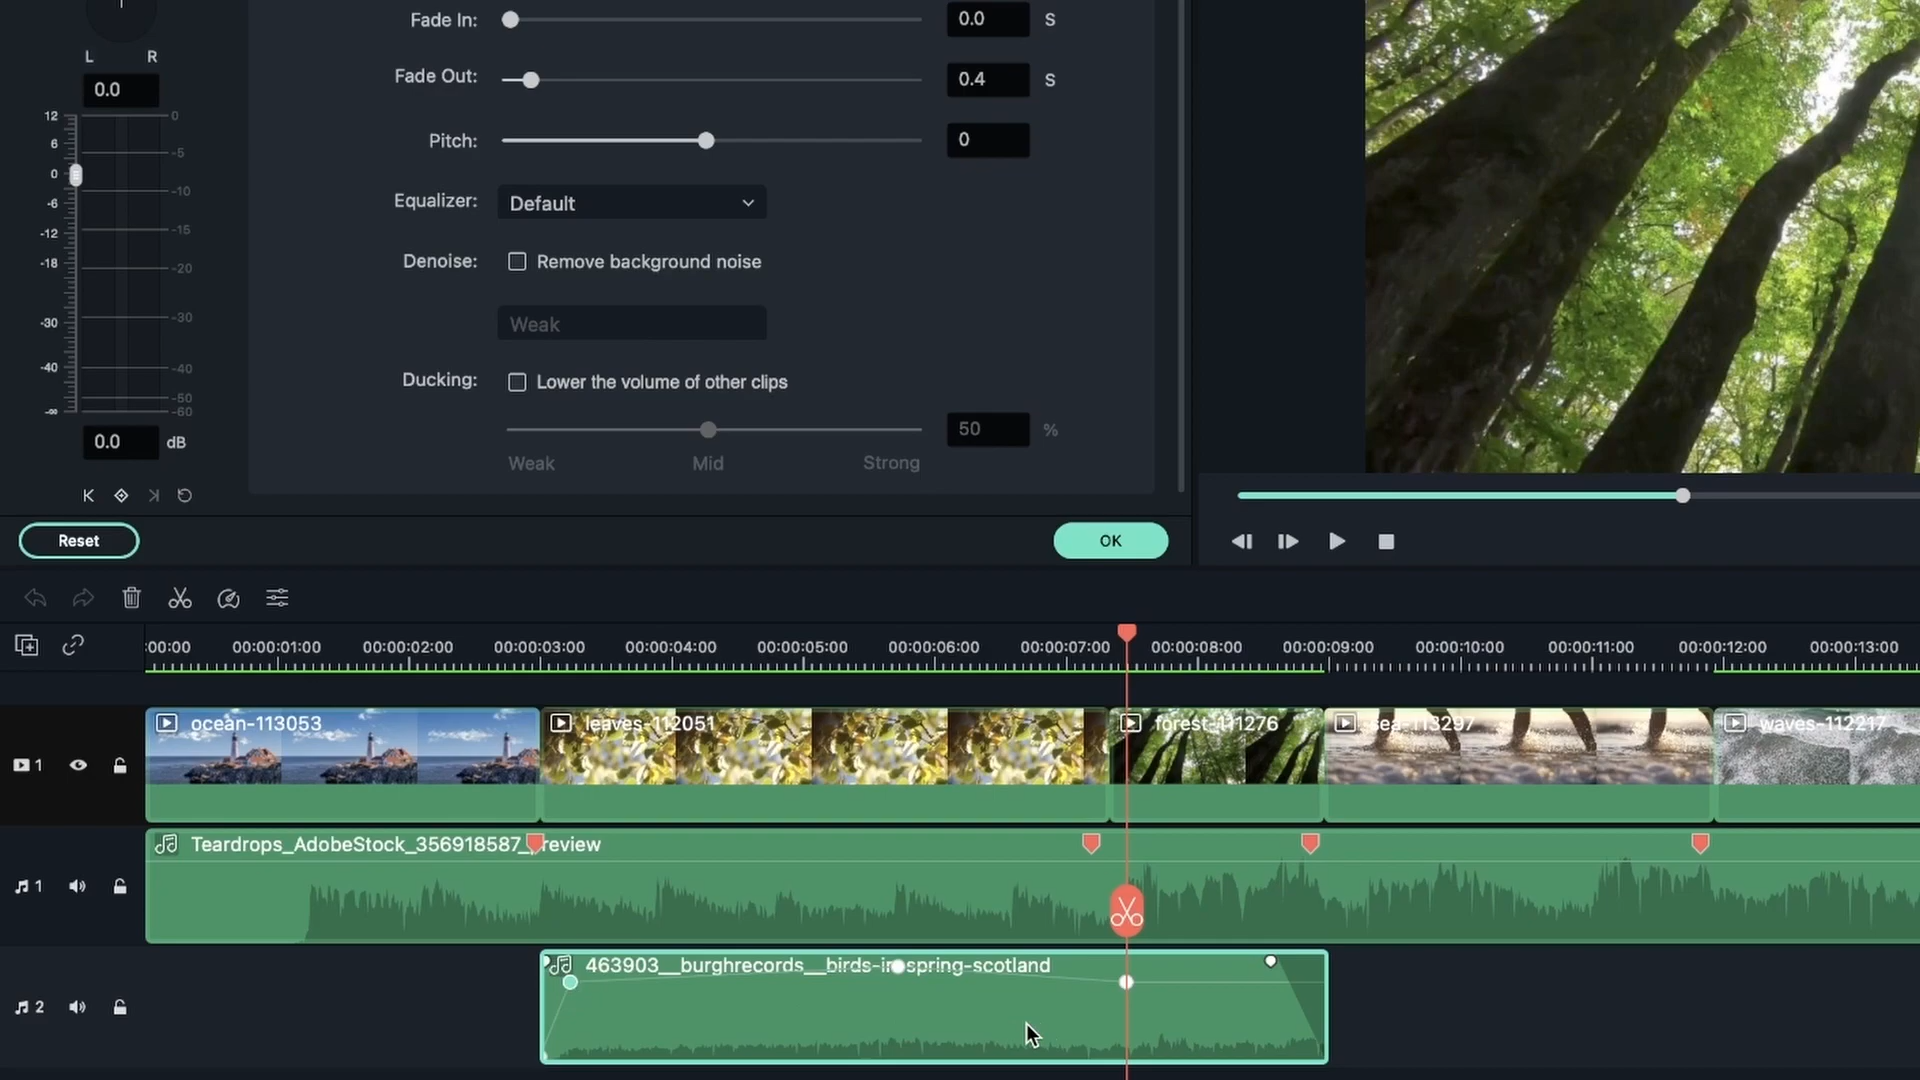 Fade In: 0.0 S
L R
Fade Out: 0.4 S
0.0
12 0
6
-5
Pitch: 0
0
-10
-6
Equalizer: Default
-12
-15
-18
-20
Denoise: Remove background noise
-30
-30
Weak
-40
-40
Ducking: Lower the volume of other clips
-50
-∞ -60
0.0 dB
50 %
Weak Mid Strong
Reset
OK
:00:00 00:00:01:00 00:00:02:00 00:00:03:00 00:00:04:00 00:00:05:00 00:00:06:00 00:00:07:00 00:00:08:00 00:00:09:00 00:00:10:00 00:00:11:00 00:00:12:00 00:00:13:00
ocean-113053 leaves-112051 forest-111276 sea-113297 waves-112217
1
Teardrops_AdobeStock_356918587_preview
1
463903__burghrecords__birds-in-spring-scotland
2